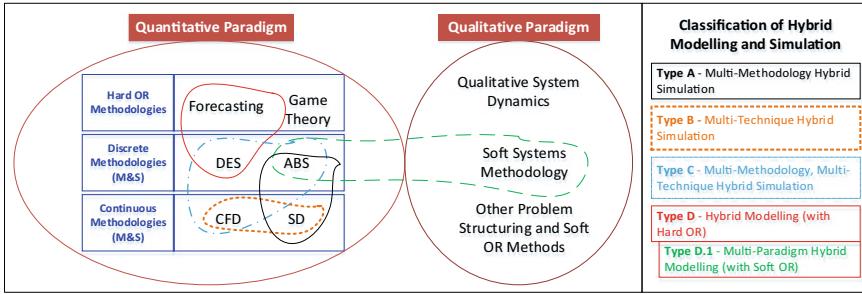 Quantitative Paradigm
Hard OR
Methodologies
Forecasting
Game
Theory
Discrete
Methodologies
(M&S)
DES
ABS
Continuous
Methodologies
(M&S)
CFD
SD
Qualitative Paradigm
Qualitative System
Dynamics
Soft Systems
Methodology
Other Problem
Structuring and Soft
OR Methods
Classification of Hybrid
Modelling and Simulation
Type A - Multi-Methodology Hybrid
Simulation
Type B - Multi-Technique Hybrid
Simulation
Type C - Multi-Methodology, Multi-
Technique Hybrid Simulation
Type D - Hybrid Modelling (with
Hard OR)
Type D.1 - Multi-Paradigm Hybrid
Modelling (with Soft OR)